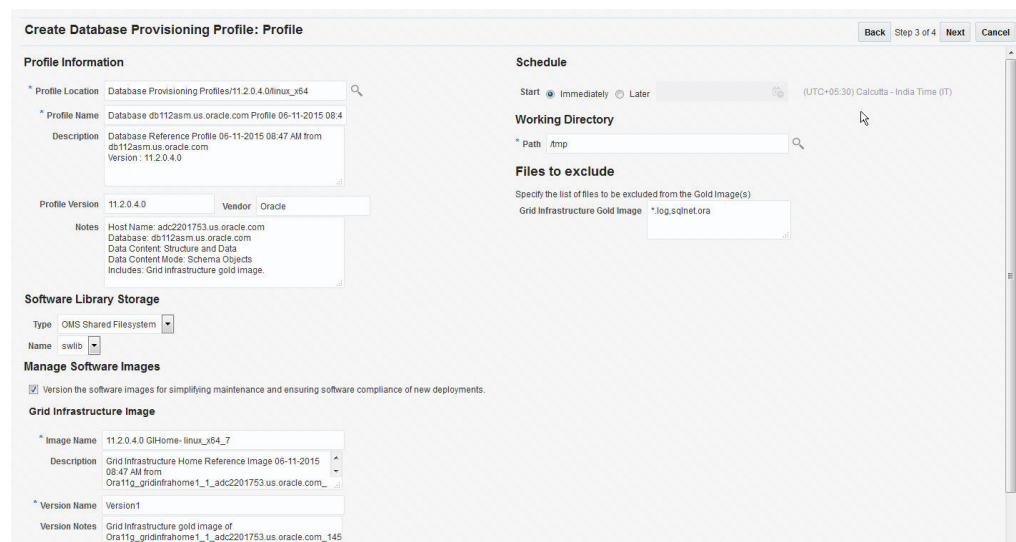 Create Database Provisioning Profile: Profile
Back Step 3 of 4 Next Cancel
Profile Information
* Profile Location Database Provisioning Profiles/11.2.0.4.0/linux_x64
* Profile Name Database db112asm.us.oracle.com Profile 06-11-2015 08:4
Description Database Reference Profile 06-11-2015 08:47 AM from
db112asm.us.oracle.com
Version : 11.2.0.4.0
Profile Version 11.2.0.4.0 Vendor Oracle
Notes Host Name: adc2201753.us.oracle.com
Database: db112asm.us.oracle.com
Data Content: Structure and Data
Data Content Mode: Schema Objects
Includes: Grid infrastructure gold image.
Software Library Storage
Type OMS Shared Filesystem
Name swlib
Manage Software Images
Version the software images for simplifying maintenance and ensuring software compliance of new deployments.
Grid Infrastructure Image
* Image Name 11.2.0.4.0 GIHome- linux_x64_7
Description Grid Infrastructure Home Reference Image 06-11-2015
08:47 AM from
Ora11g_gridinfrahome1_1_adc2201753.us.oracle.com_
* Version Name Version1
Version Notes Grid Infrastructure gold image of
Ora11g_gridinfrahome1_1_adc2201753.us.oracle.com_145
Schedule
Start Immediately Later (UTC+05:30) Calcutta - India Time (IT)
Working Directory
* Path /tmp
Files to exclude
Specify the list of files to be excluded from the Gold Image(s)
Grid Infrastructure Gold Image *.log,sqlnet.ora